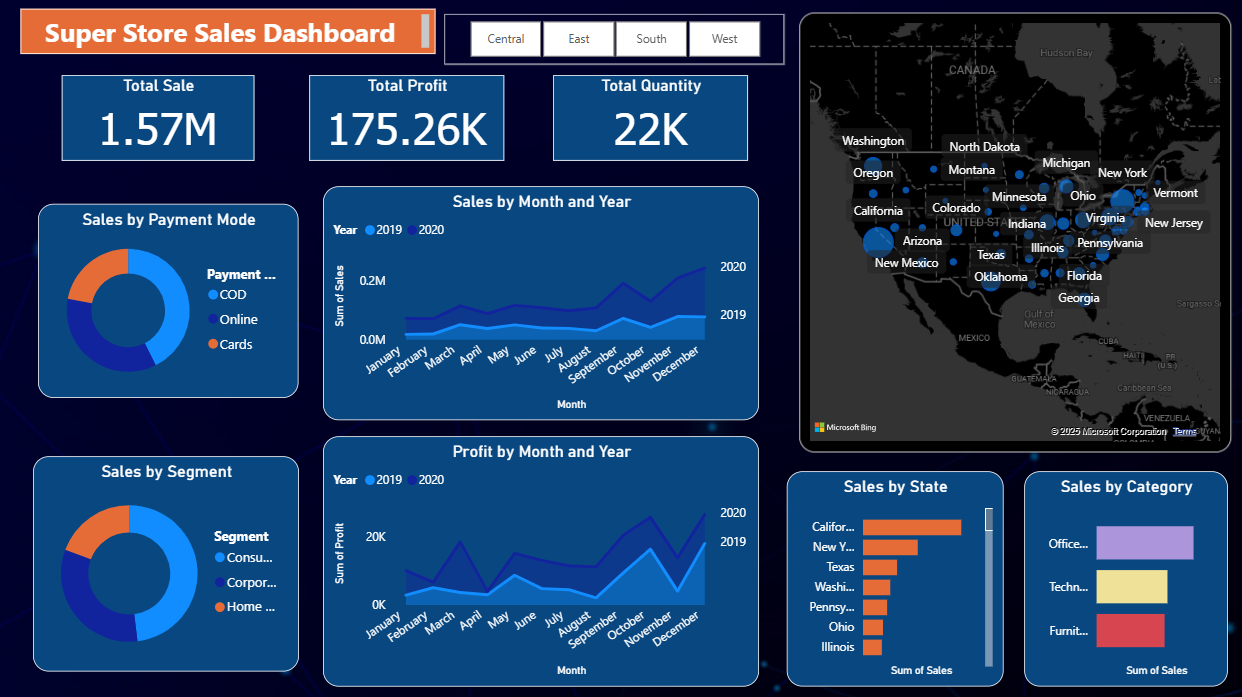 Super Store Sales Dashboard
Central East South West
Total Sale
1.57M
Total Profit
175.26K
Total Quantity
22K
Sales by Payment Mode
Payment ...
COD
Online
Cards
Sales by Month and Year
Year 2019 2020
Sum of Sales
0.2M
0.0M
2020
2019
January
February
March
April
May
June
July
August
September
October
November
December
Month
Hudson Bay
CANADA
Washington
North Dakota
Oregon
Montana
Michigan
New York
Minnesota
Ohio
Vermont
California
Colorado
UNITED STA
Indiana
Virginia
New Jersey
Arizona
Illinois
Pennsylvania
New Mexico
Texas
Oklahoma
Florida
Georgia
Sargasso S
Gulf of
Mexico
MEXICO
CUBA
HAITI
PR
(U.S.)
GUATEMALA
NICARAGUA
Caribbean Sea
VENEZUELA
Microsoft Bing
© 2025 Microsoft Corporation Terms
Sales by Segment
Segment
Consu...
Corpor...
Home ...
Profit by Month and Year
Year 2019 2020
Sum of Profit
20K
0K
2020
2019
January
February
March
April
May
June
July
August
September
October
November
December
Month
Sales by State
Califor...
New Y...
Texas
Washi...
Pennsy...
Ohio
Illinois
Sum of Sales
Sales by Category
Office...
Techn...
Furnit...
Sum of Sales